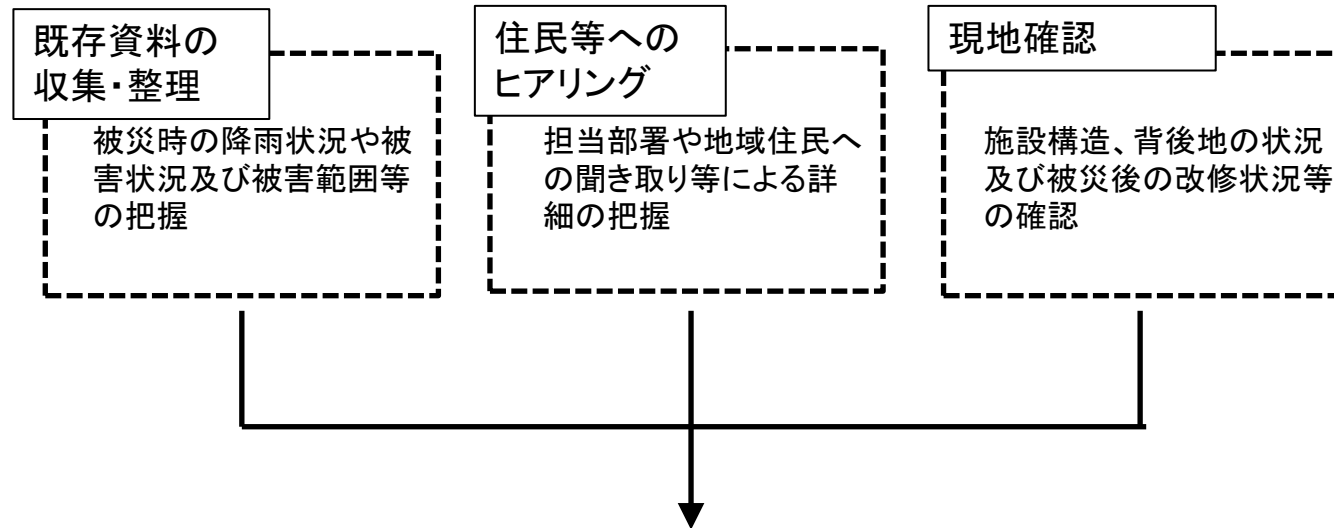 既存資料の
収集・整理
被災時の降雨状況や被
害状況及び被害範囲等
の把握
住民等への
ヒアリング
担当部署や地域住民へ
の聞き取り等による詳
細の把握
現地確認
施設構造、背後地の状況
及び被災後の改修状況等
の確認